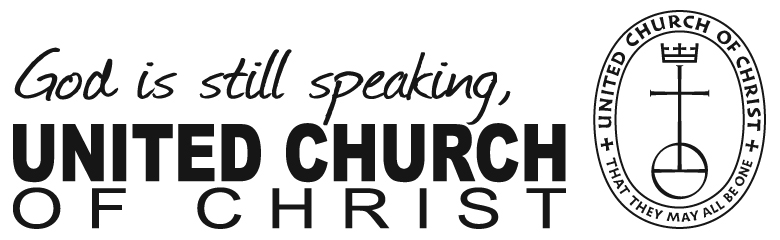 God is still speaking,
UNITED CHURCH
OF CHRIST
UNITED CHURCH OF CHRIST
THAT THEY MAY ALL BE ONE